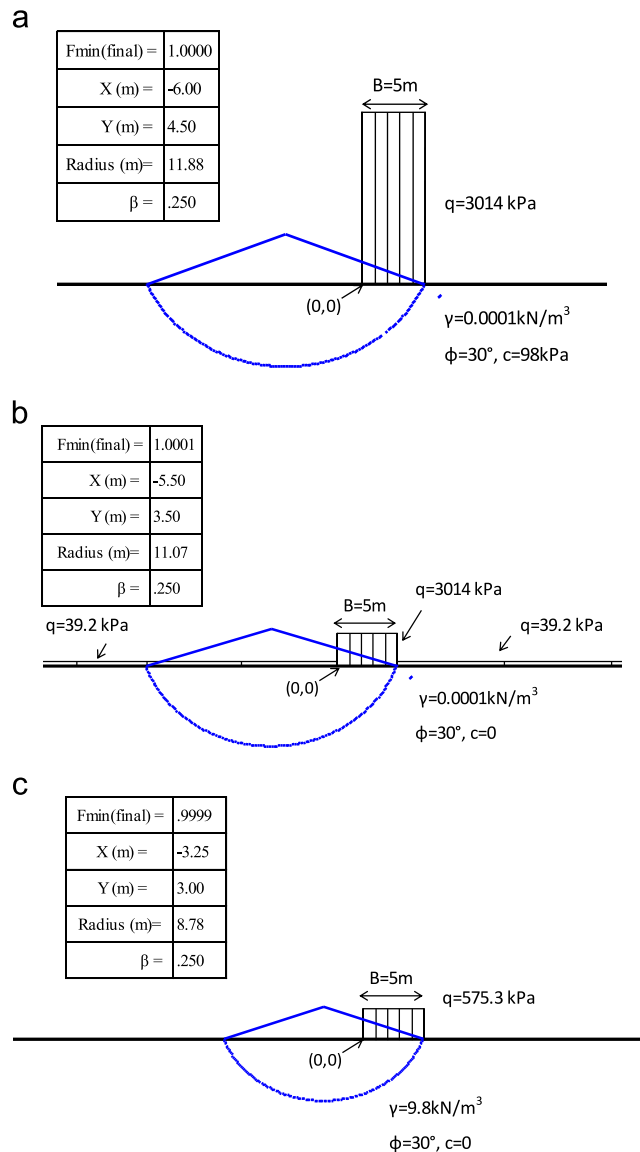 a
Fmin(final) = 1.0000
X (m) = -6.00
Y (m) = 4.50
Radius (m)= 11.88
β = .250
B=5m
q=3014 kPa
(0,0)
γ=0.0001kN/m³
ϕ=30°, c=98kPa
b
Fmin(final) = 1.0001
X (m) = -5.50
Y (m) = 3.50
Radius (m)= 11.07
β = .250
q=39.2 kPa
B=5m
q=3014 kPa
q=39.2 kPa
(0,0)
γ=0.0001kN/m³
ϕ=30°, c=0
c
Fmin(final) = .9999
X (m) = -3.25
Y (m) = 3.00
Radius (m)= 8.78
β = .250
B=5m
q=575.3 kPa
(0,0)
γ=9.8kN/m³
ϕ=30°, c=0